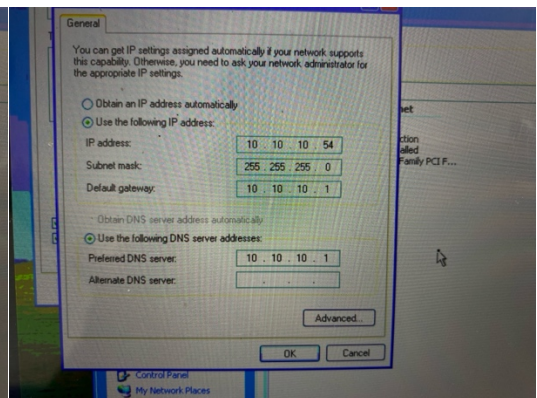 General
You can get IP settings assigned automatically if your network supports
this capability. Otherwise, you need to ask your network administrator for
the appropriate IP settings.
Obtain an IP address automatically
Use the following IP address:
IP address: 10 . 10 . 10 . 54
Subnet mask: 255 . 255 . 255 . 0
Default gateway: 10 . 10 . 10 . 1
Obtain DNS server address automatically
Use the following DNS server addresses:
Preferred DNS server: 10 . 10 . 10 . 1
Alternate DNS server: . . .
Advanced...
OK Cancel
Control Panel
My Network Places
net
ction
alled
Family PCI F...